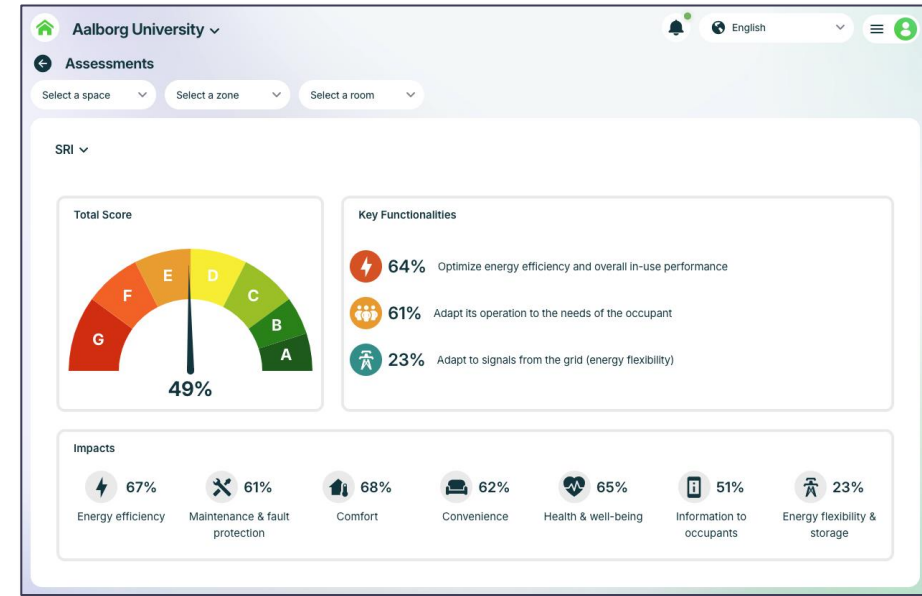 Aalborg University
English
Assessments
Select a space
Select a zone
Select a room
SRI
Total Score
G
F
E
D
C
B
A
49%
Key Functionalities
64% Optimize energy efficiency and overall in-use performance
61% Adapt its operation to the needs of the occupant
23% Adapt to signals from the grid (energy flexibility)
Impacts
67%
Energy efficiency
61%
Maintenance & fault
protection
68%
Comfort
62%
Convenience
65%
Health & well-being
51%
Information to
occupants
23%
Energy flexibility &
storage